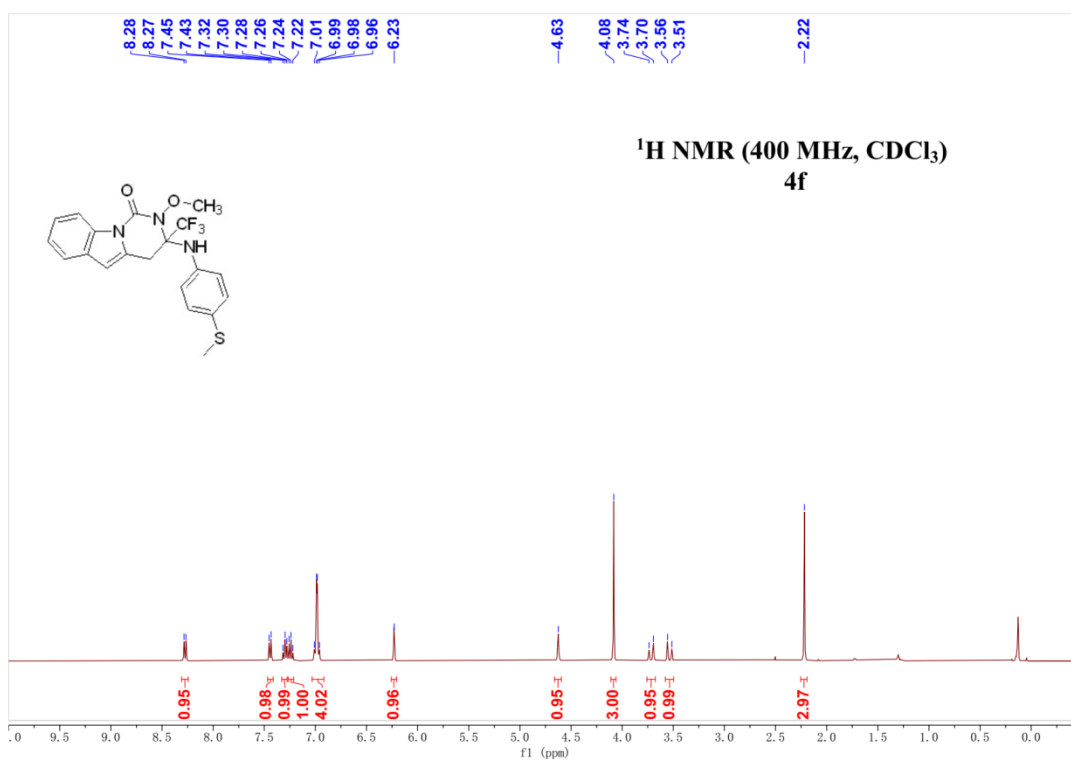 8.28
8.27
7.45
7.43
7.32
7.30
7.28
7.26
7.24
7.22
7.01
6.99
6.98
6.96
6.23
4.63
4.08
3.74
3.70
3.56
3.51
2.22
¹H NMR (400 MHz, CDCl₃)
4f
O
O
CH₃
N
N
CF₃
NH
S
0.95
0.98
0.99
1.00
4.02
0.96
0.95
3.00
0.95
0.99
2.97
.0 9.5 9.0 8.5 8.0 7.5 7.0 6.5 6.0 5.5 5.0 4.5 4.0 3.5 3.0 2.5 2.0 1.5 1.0 0.5 0.0
f1 (ppm)